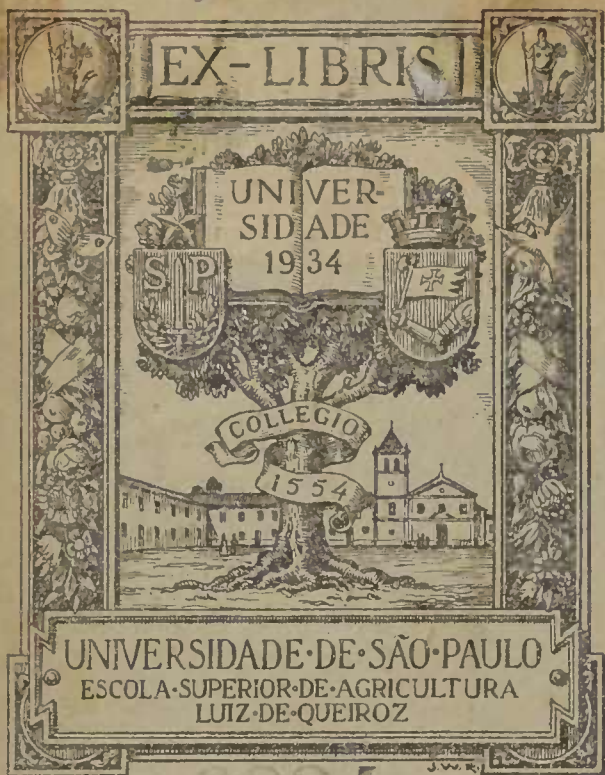 EX-LIBRIS
UNIVER-
SIDADE
1934
S P
COLLEGIO
1554
UNIVERSIDADE·DE·SÃO·PAULO
ESCOLA·SUPERIOR·DE·AGRICULTURA
LUIZ·DE·QUEIROZ
J.W.R.